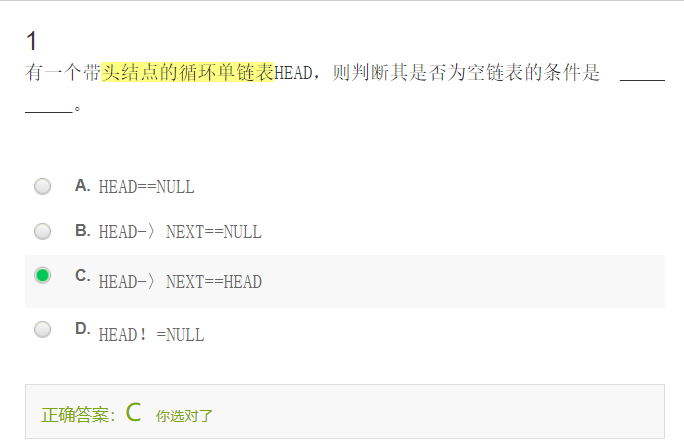 1
有一个带头结点的循环单链表HEAD，则判断其是否为空链表的条件是 _____
_____。
A. HEAD==NULL
B. HEAD-〉NEXT==NULL
C. HEAD-〉NEXT==HEAD
D. HEAD！=NULL
正确答案：C 你选对了